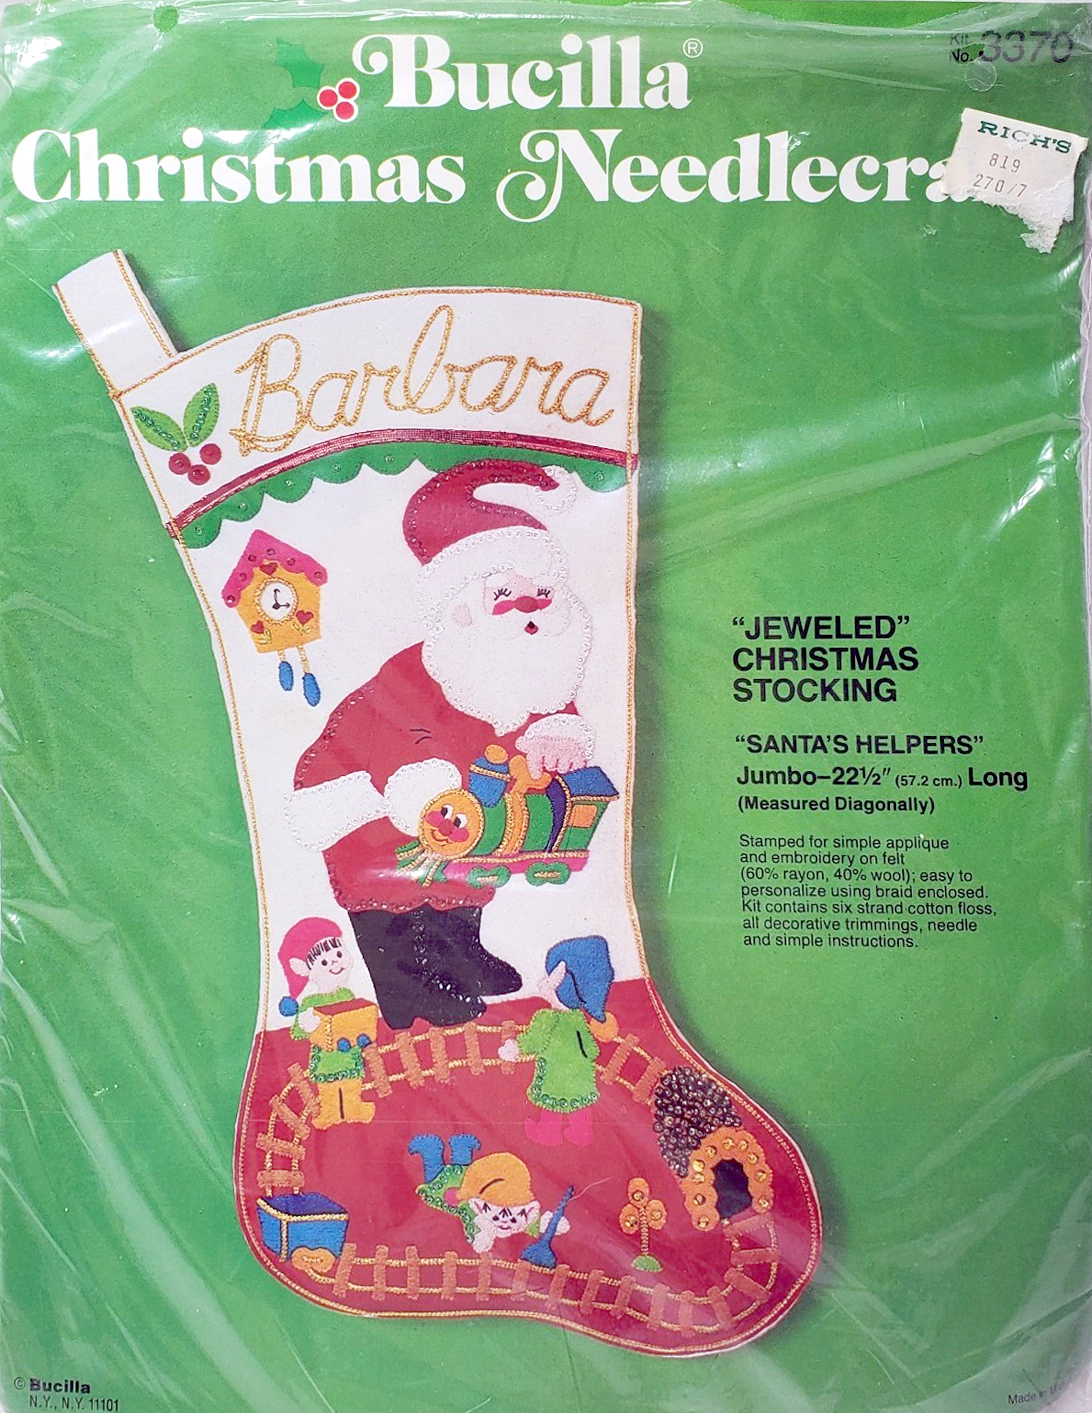 Bucilla®
Kit No. 3370
Christmas Needlecra
RICH'S
819
270/7
Barbara
"JEWELED"
CHRISTMAS
STOCKING
"SANTA'S HELPERS"
Jumbo–22½" (57.2 cm.) Long
(Measured Diagonally)
Stamped for simple applique
and embroidery on felt
(60% rayon, 40% wool); easy to
personalize using braid enclosed.
Kit contains six strand cotton floss,
all decorative trimmings, needle
and simple instructions.
© Bucilla
N.Y., N.Y. 11101
Made in